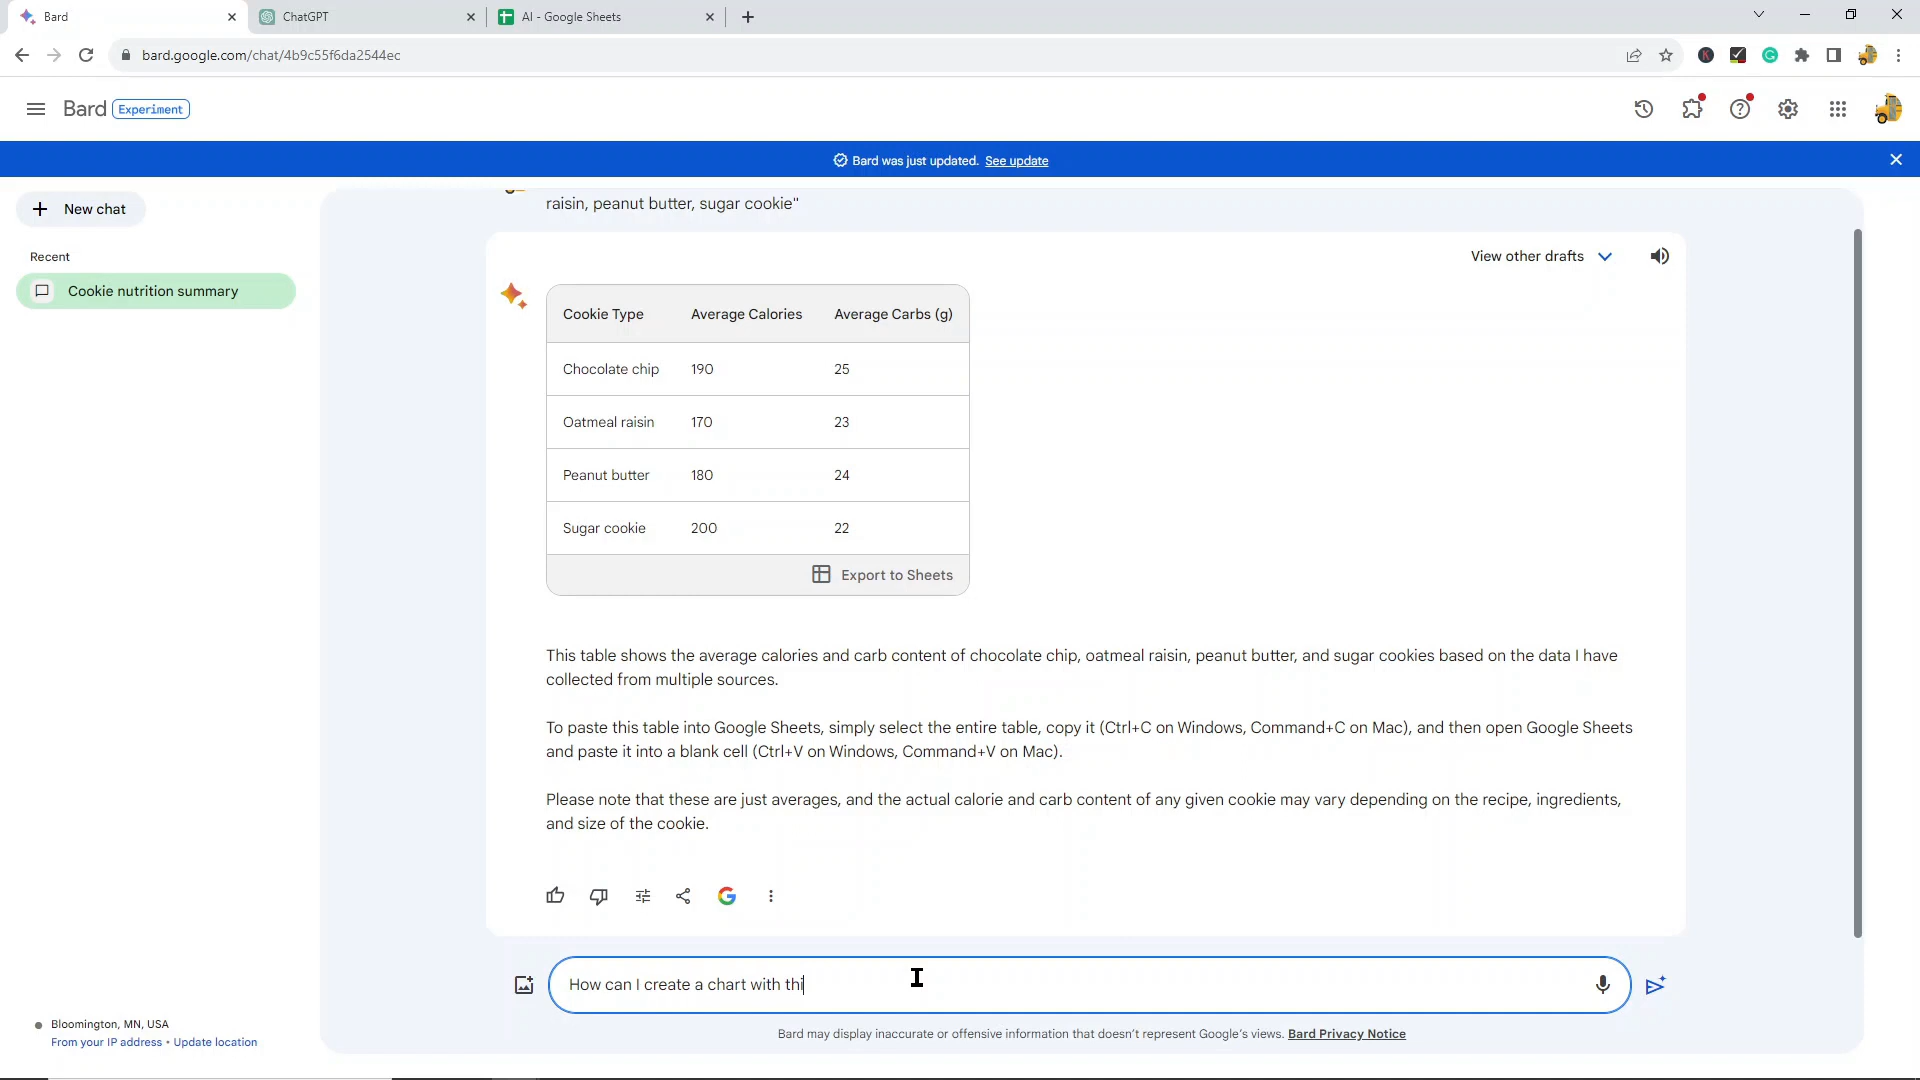 Bard
ChatGPT
AI - Google Sheets
bard.google.com/chat/4b9c55f6da2544ec
Bard Experiment
Bard was just updated. See update
New chat
Recent
Cookie nutrition summary
raisin, peanut butter, sugar cookie"
View other drafts
Cookie Type Average Calories Average Carbs (g)
Chocolate chip 190 25
Oatmeal raisin 170 23
Peanut butter 180 24
Sugar cookie 200 22
Export to Sheets
This table shows the average calories and carb content of chocolate chip, oatmeal raisin, peanut butter, and sugar cookies based on the data I have
collected from multiple sources.
To paste this table into Google Sheets, simply select the entire table, copy it (Ctrl+C on Windows, Command+C on Mac), and then open Google Sheets
and paste it into a blank cell (Ctrl+V on Windows, Command+V on Mac).
Please note that these are just averages, and the actual calorie and carb content of any given cookie may vary depending on the recipe, ingredients,
and size of the cookie.
How can I create a chart with thi
Bard may display inaccurate or offensive information that doesn't represent Google's views. Bard Privacy Notice
Bloomington, MN, USA
From your IP address • Update location